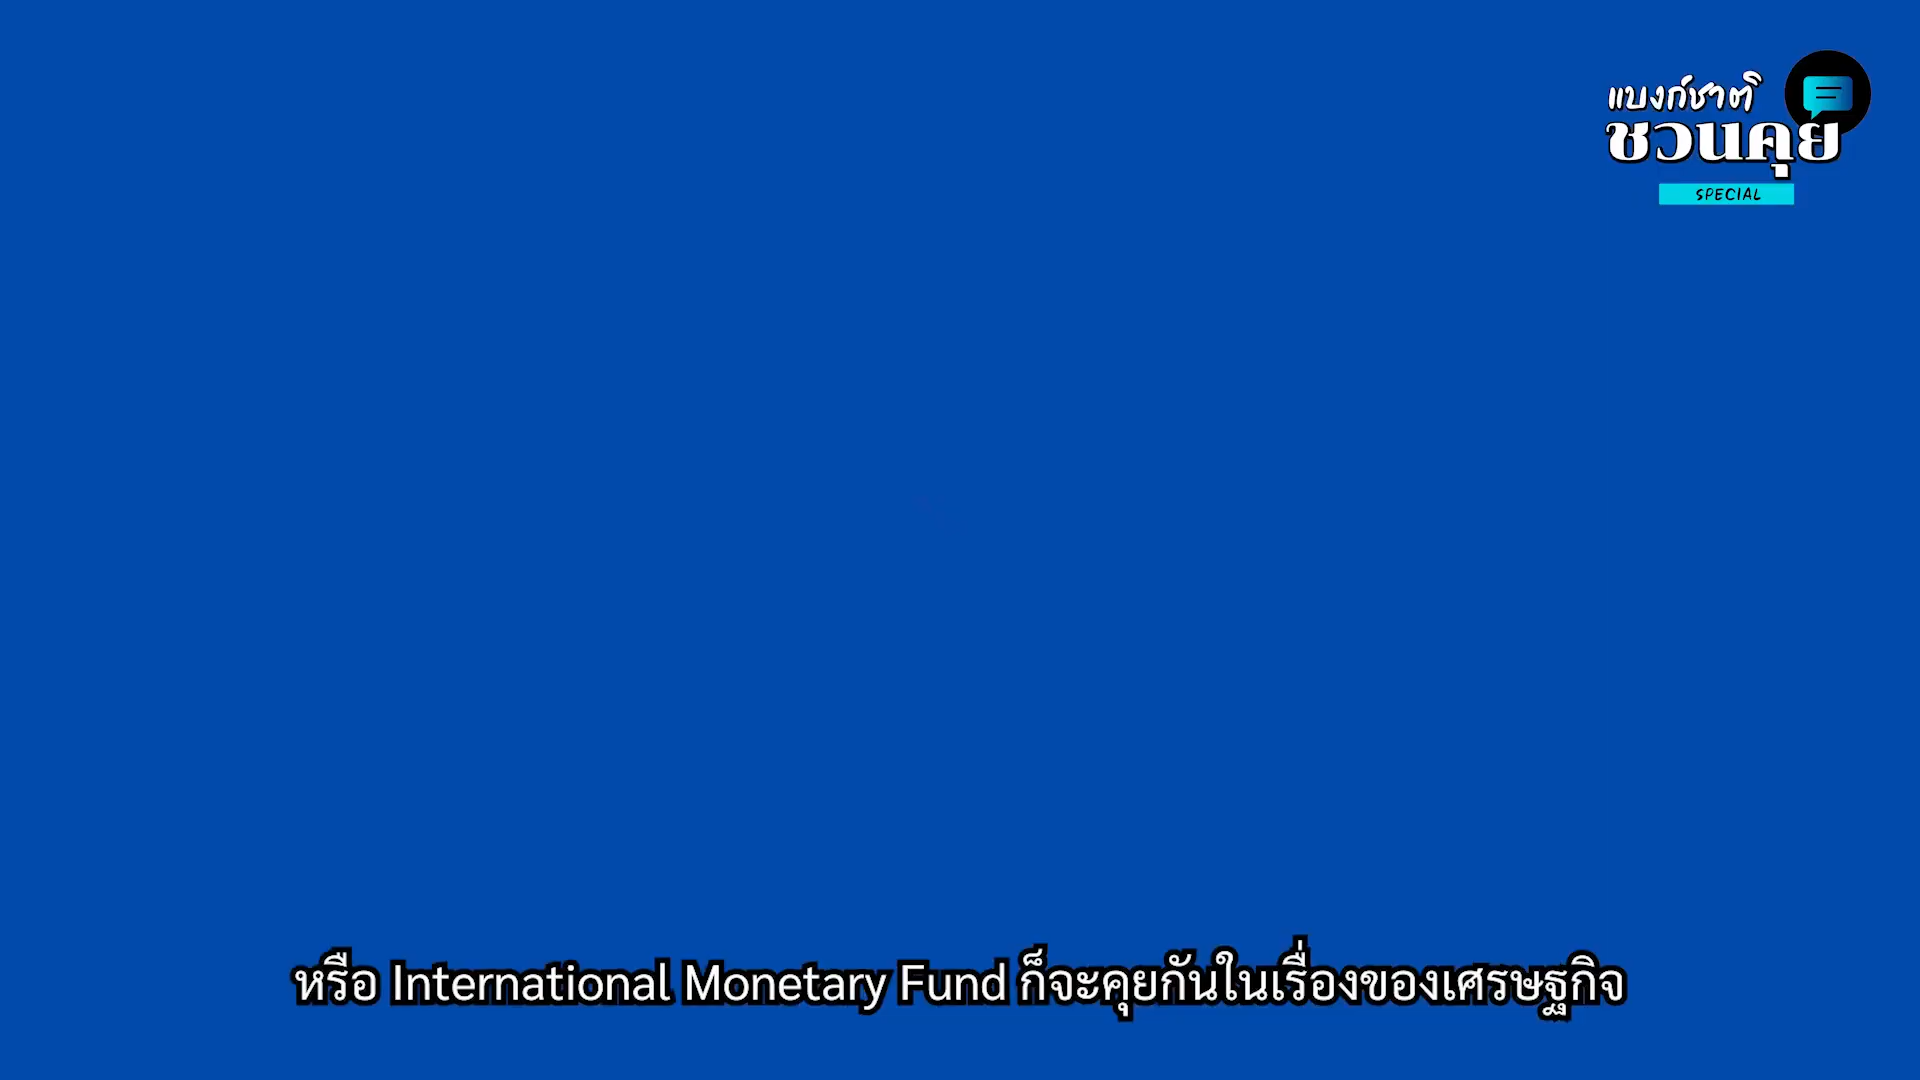 แบงก์ชาติ
ชวนคุย
SPECIAL
หรือ International Monetary Fund ก็จะคุยกันในเรื่องของเศรษฐกิจ